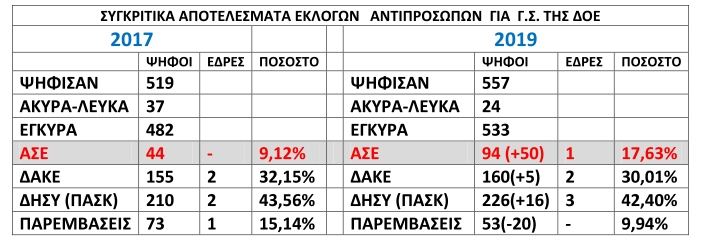 ΣΥΓΚΡΙΤΙΚΑ ΑΠΟΤΕΛΕΣΜΑΤΑ ΕΚΛΟΓΩΝ ΑΝΤΙΠΡΟΣΩΠΩΝ ΓΙΑ Γ.Σ. ΤΗΣ ΔΟΕ
2017 2019
ΨΗΦΟΙ ΕΔΡΕΣ ΠΟΣΟΣΤΟ ΨΗΦΟΙ ΕΔΡΕΣ ΠΟΣΟΣΤΟ
ΨΗΦΙΣΑΝ 519 ΨΗΦΙΣΑΝ 557
ΑΚΥΡΑ-ΛΕΥΚΑ 37 ΑΚΥΡΑ-ΛΕΥΚΑ 24
ΕΓΚΥΡΑ 482 ΕΓΚΥΡΑ 533
ΑΣΕ 44 - 9,12% ΑΣΕ 94 (+50) 1 17,63%
ΔΑΚΕ 155 2 32,15% ΔΑΚΕ 160(+5) 2 30,01%
ΔΗΣΥ (ΠΑΣΚ) 210 2 43,56% ΔΗΣΥ (ΠΑΣΚ) 226(+16) 3 42,40%
ΠΑΡΕΜΒΑΣΕΙΣ 73 1 15,14% ΠΑΡΕΜΒΑΣΕΙΣ 53(-20) - 9,94%